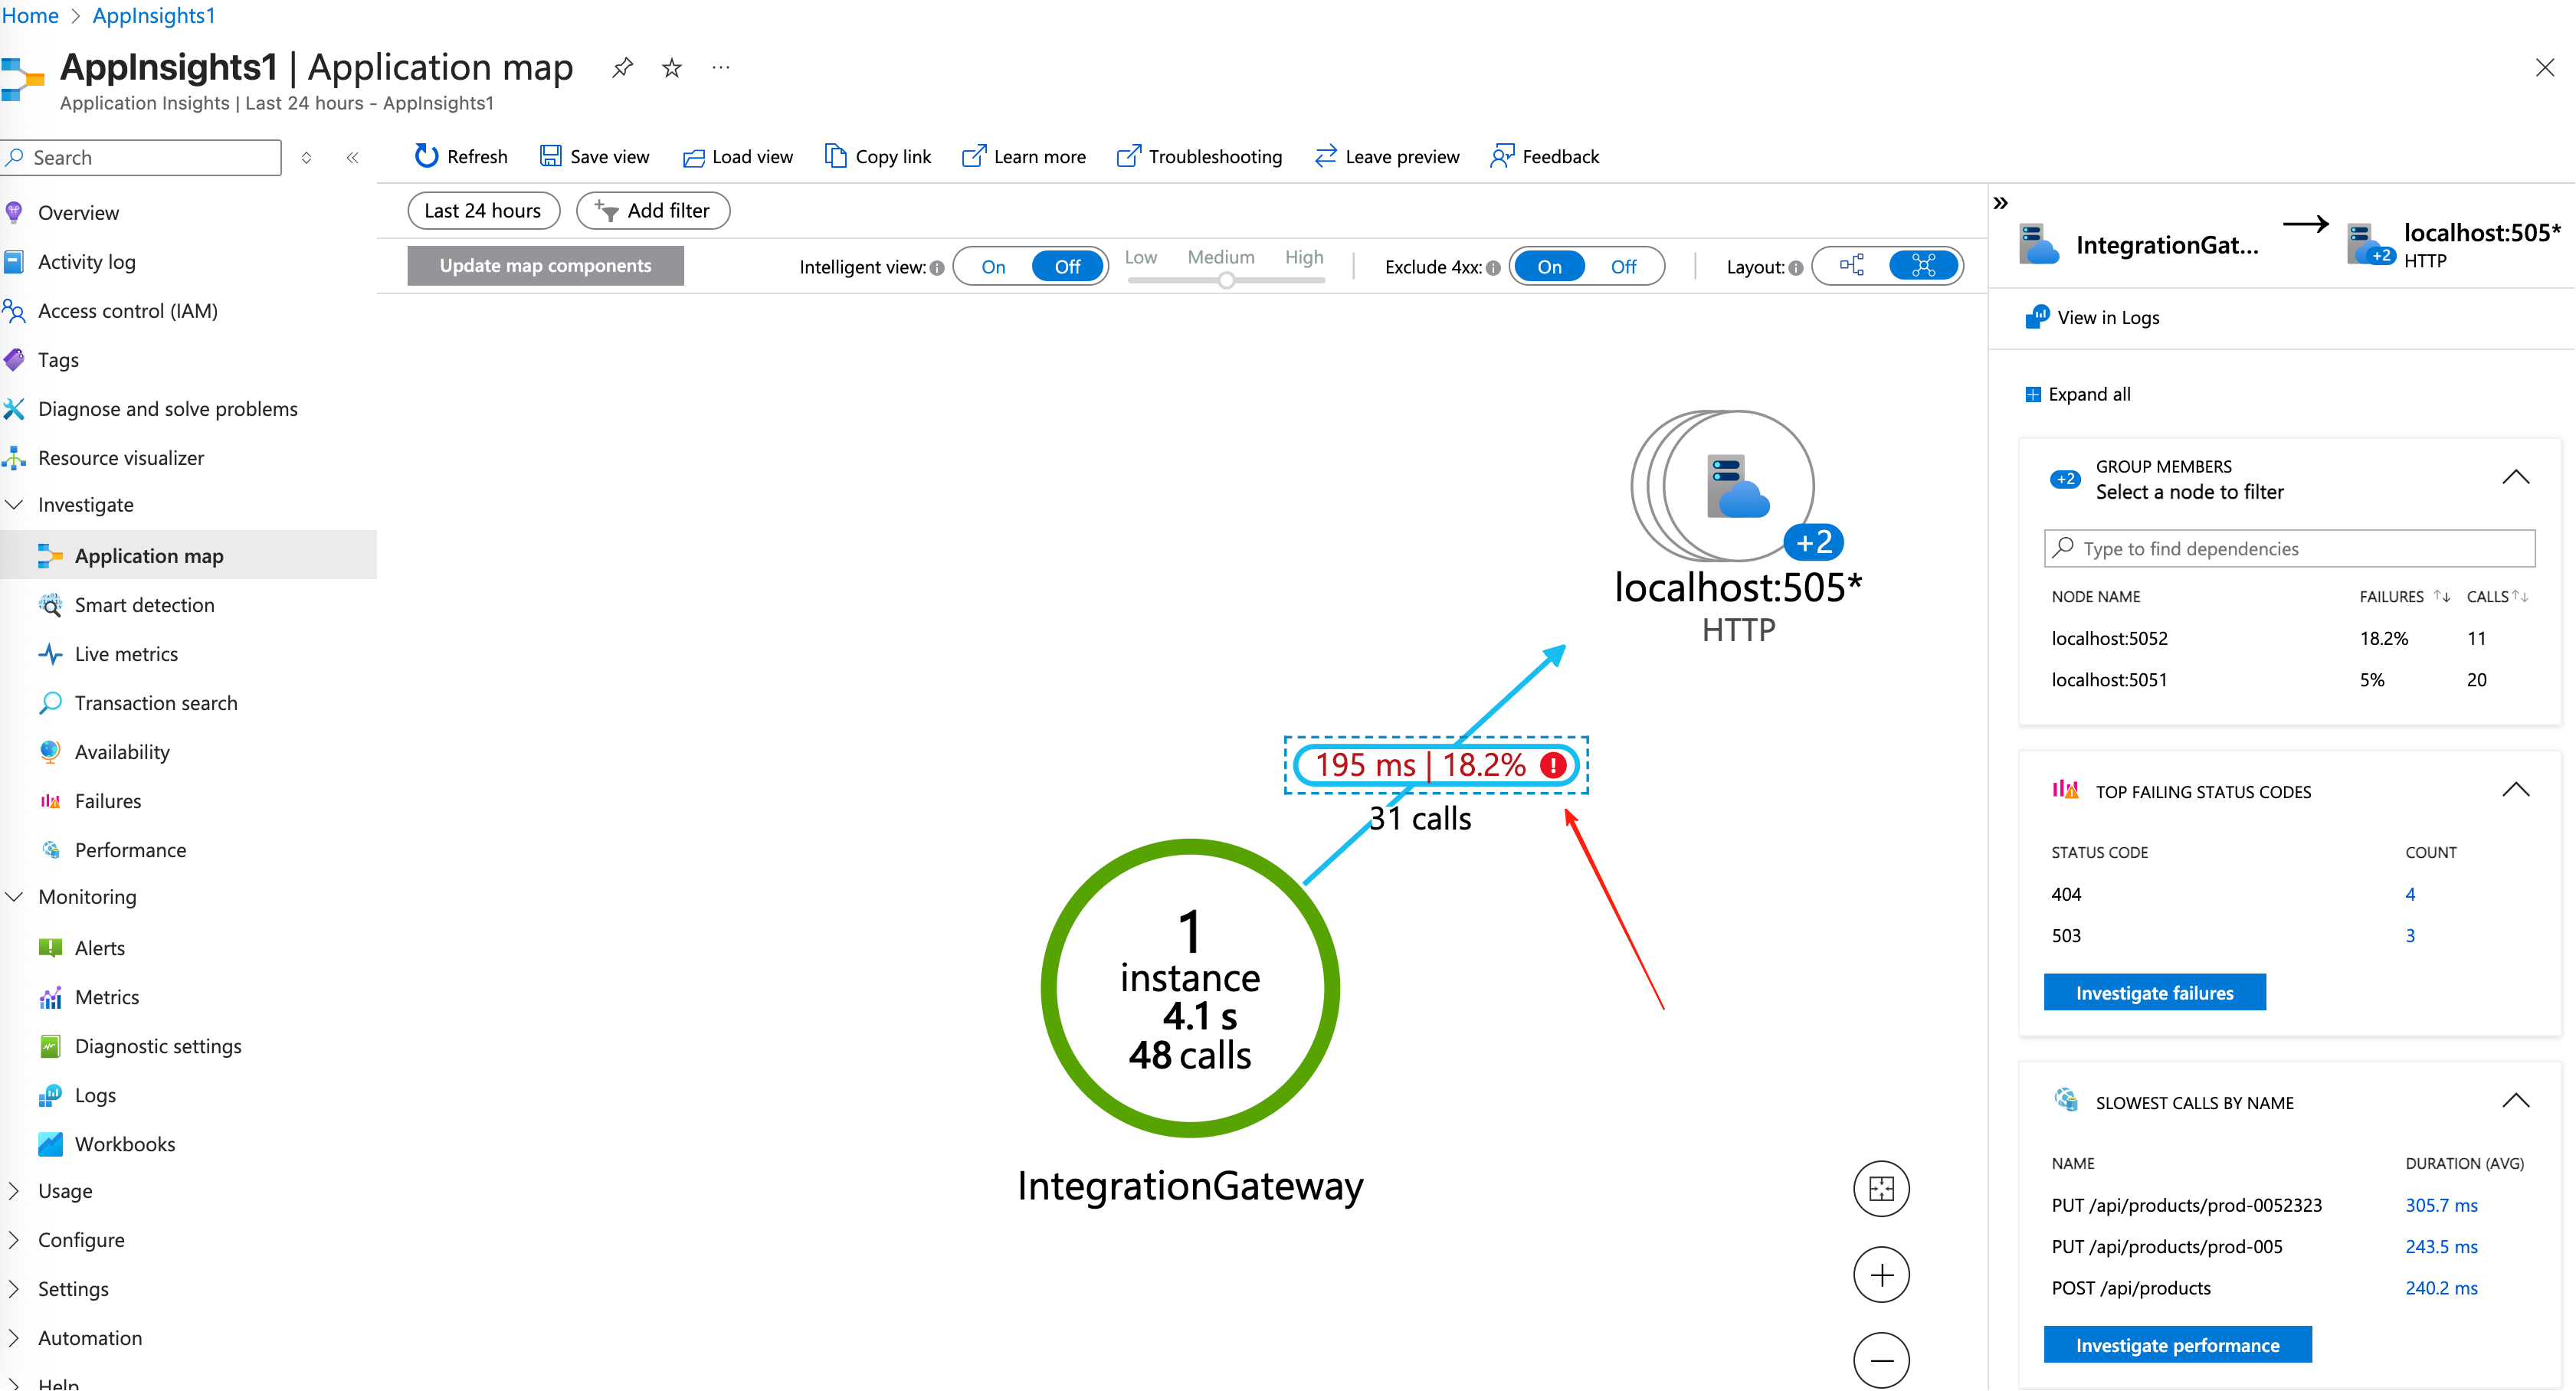 Home > AppInsights1
AppInsights1 | Application map
Application Insights | Last 24 hours - AppInsights1
Search
Refresh
Save view
Load view
Copy link
Learn more
Troubleshooting
Leave preview
Feedback
Overview
Activity log
Access control (IAM)
Tags
Diagnose and solve problems
Resource visualizer
Investigate
Application map
Smart detection
Live metrics
Transaction search
Availability
Failures
Performance
Monitoring
Alerts
Metrics
Diagnostic settings
Logs
Workbooks
Usage
Configure
Settings
Automation
Help
Last 24 hours
Add filter
Update map components
Intelligent view: On Off
Low Medium High
Exclude 4xx: On Off
Layout:
+2
localhost:505*
HTTP
195 ms | 18.2%
31 calls
1
instance
4.1 s
48 calls
IntegrationGateway
IntegrationGat...
+2
localhost:505*
HTTP
View in Logs
Expand all
+2
GROUP MEMBERS
Select a node to filter
Type to find dependencies
NODE NAME FAILURES ↑↓ CALLS ↑↓
localhost:5052 18.2% 11
localhost:5051 5% 20
TOP FAILING STATUS CODES
STATUS CODE COUNT
404 4
503 3
Investigate failures
SLOWEST CALLS BY NAME
NAME DURATION (AVG)
PUT /api/products/prod-0052323 305.7 ms
PUT /api/products/prod-005 243.5 ms
POST /api/products 240.2 ms
Investigate performance